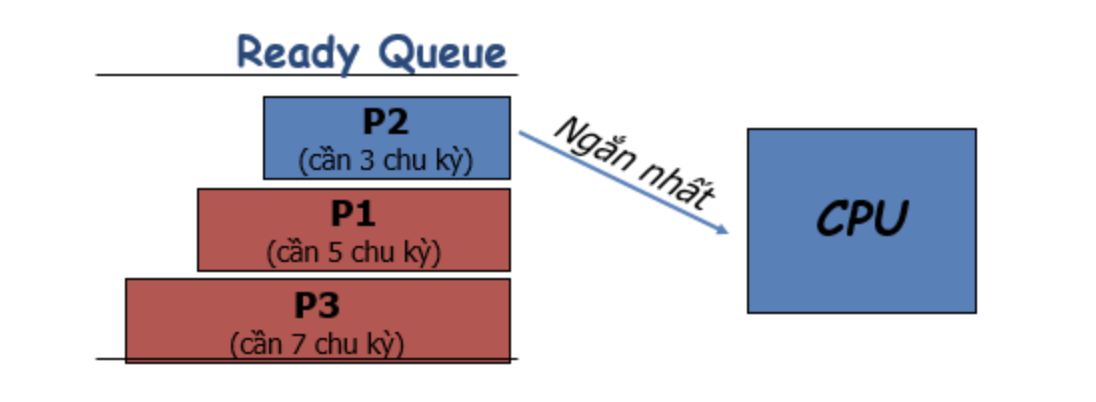 Ready Queue
P2
(cần 3 chu kỳ)
Ngắn nhất
P1
(cần 5 chu kỳ)
CPU
P3
(cần 7 chu kỳ)